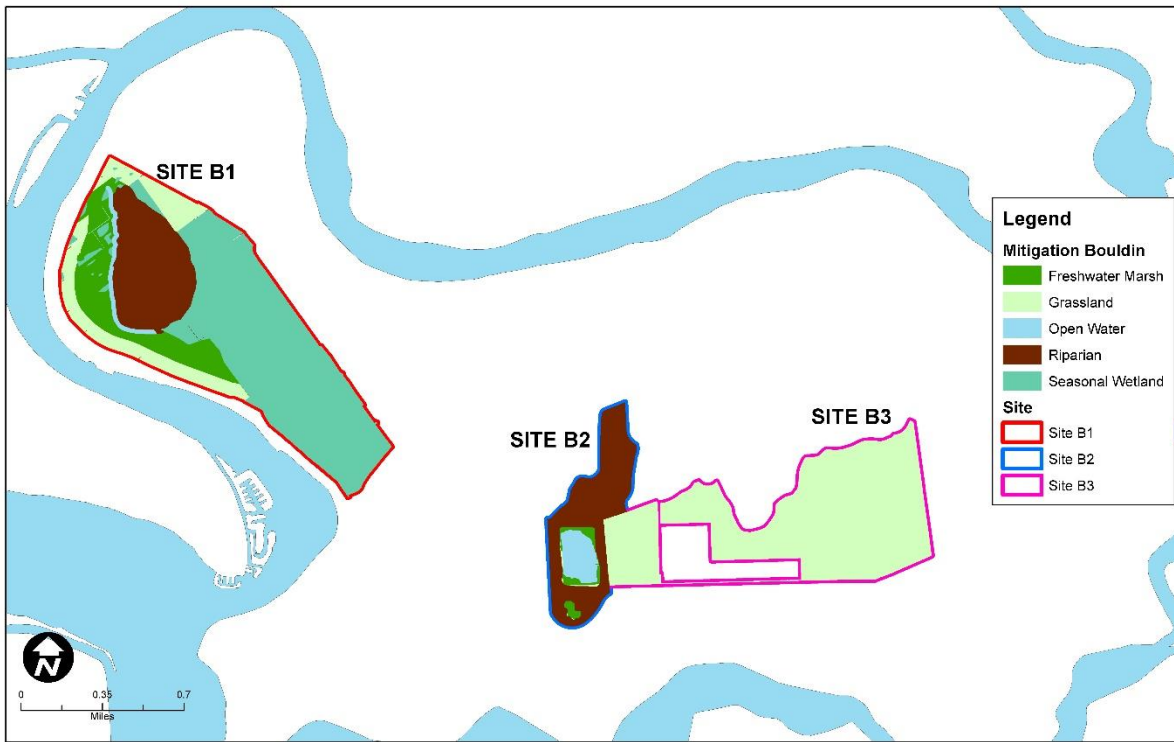 SITE B1
SITE B2
SITE B3
Legend
Mitigation Bouldin
Freshwater Marsh
Grassland
Open Water
Riparian
Seasonal Wetland
Site
Site B1
Site B2
Site B3
N
0 0.35 0.7
Miles